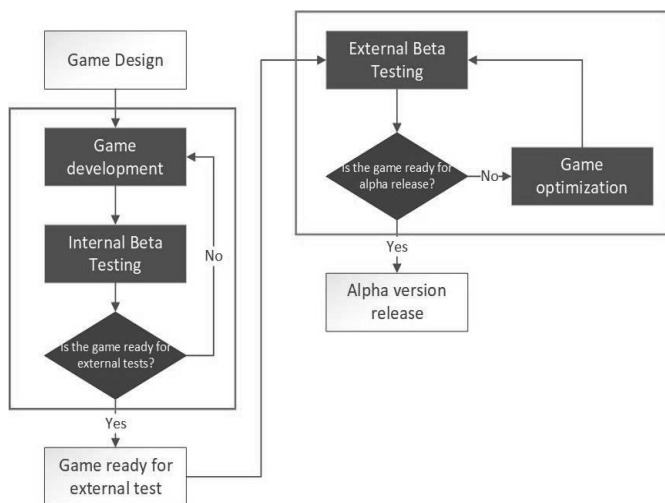 Game Design
Game
development
Internal Beta
Testing
No
Is the game ready for
external tests?
Yes
Game ready for
external test
External Beta
Testing
Is the game ready for
alpha release?
No
Game
optimization
Yes
Alpha version
release